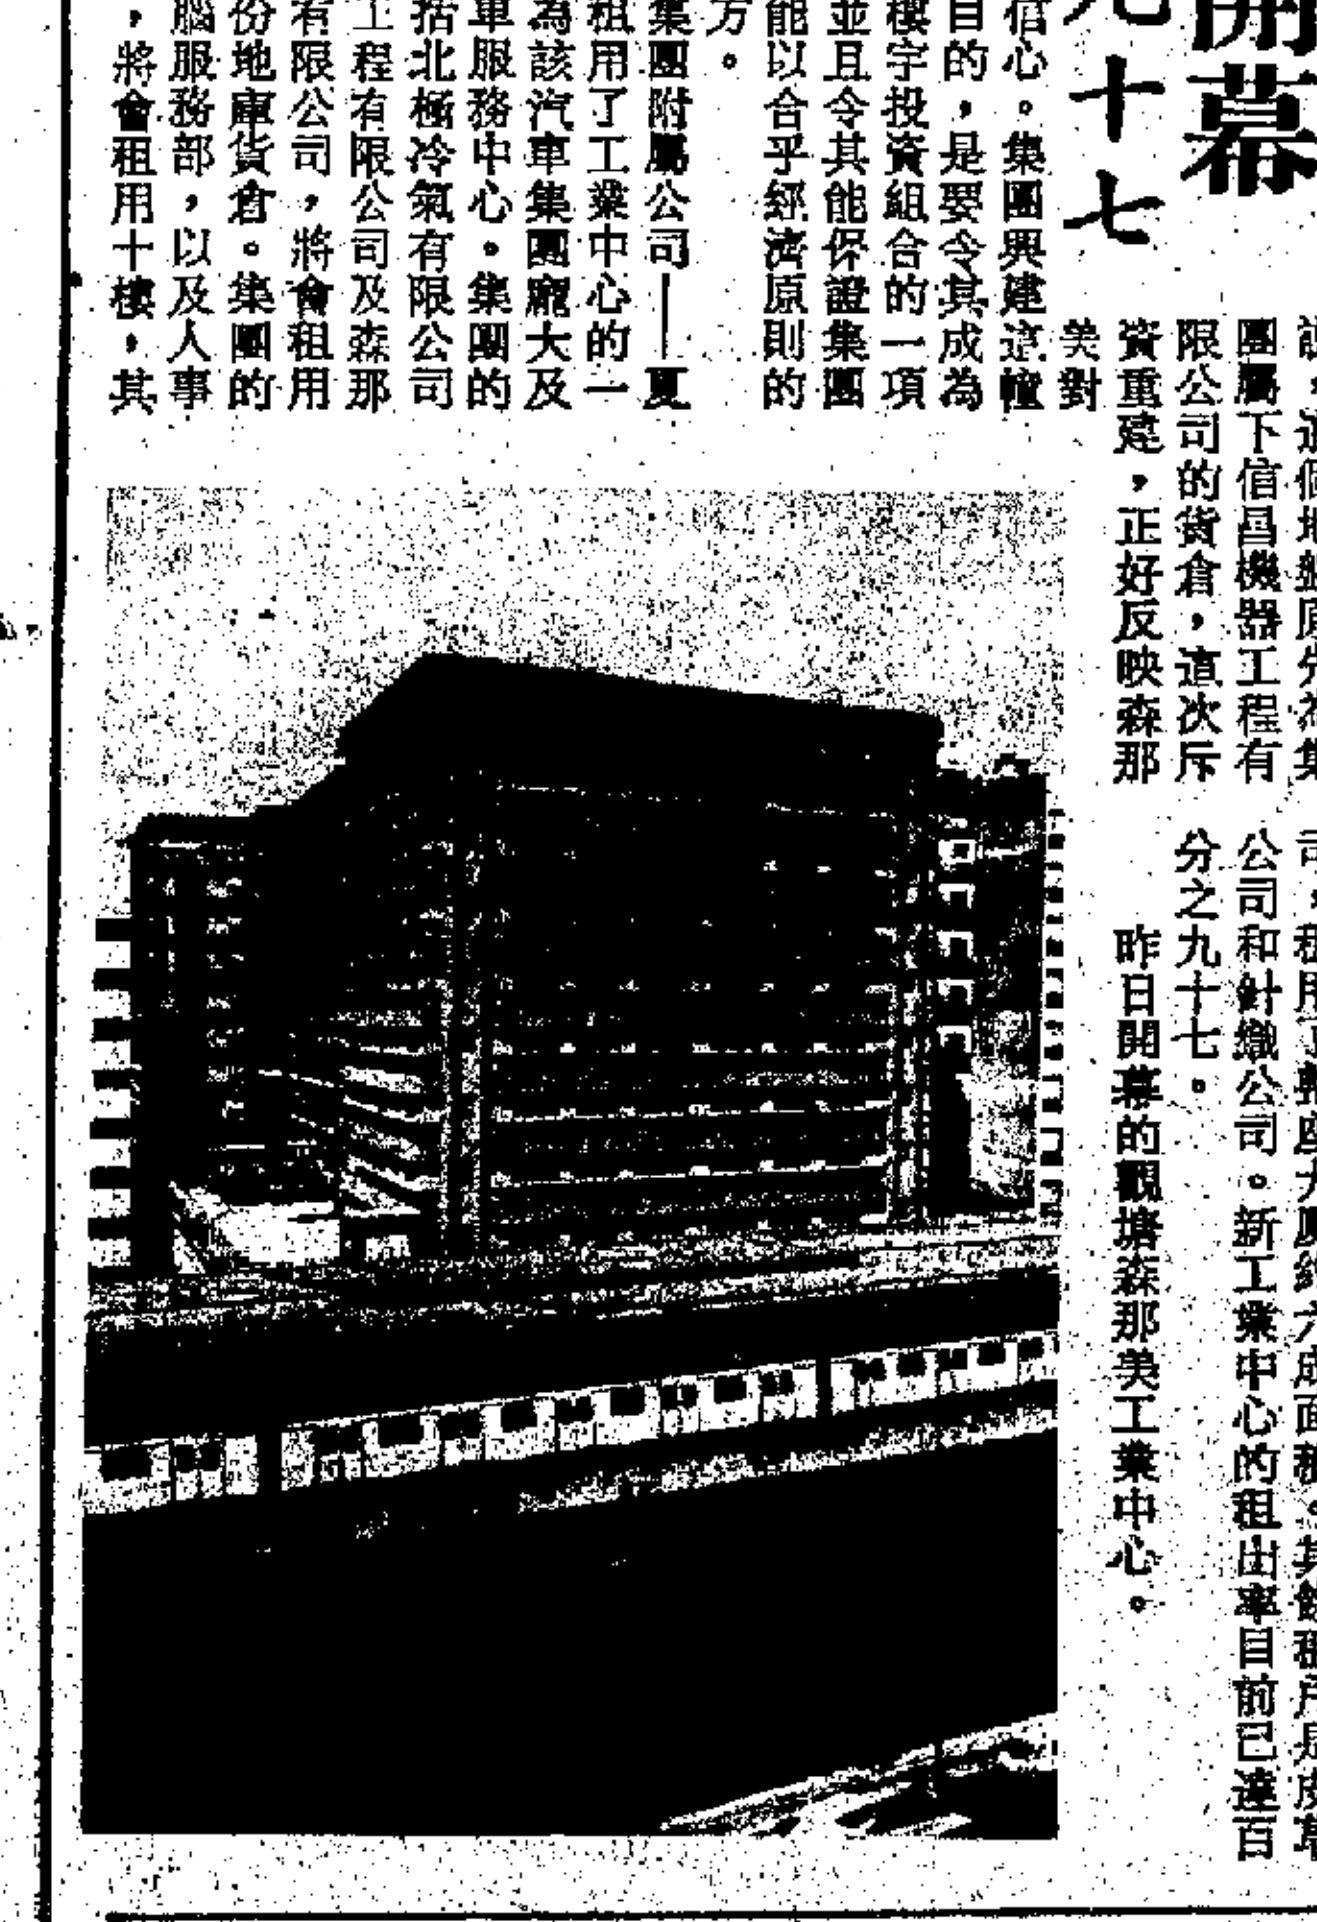 開幕
九十七
團屬下信昌機器工程有
限公司的貨倉，這次斥
資重建，正好反映森那
美對
信心。集團興建這幢
目的，是要令其成為
樓宇投資組合的一項
並且令其能保證集團
能以合乎經濟原則的
方。
集團附屬公司——夏
租用了工業中心的一
為該汽車集團龐大及
車服務中心。集團的
括北極冷氣有限公司
工程有限公司及森那
有限公司，將會租用
份地庫貨倉。集團的
腦服務部，以及人事
，將會租用十樓，其
公司和針織公司。新工業中心的租出率目前已達百
分之九十七。
昨日開幕的觀塘森那美工業中心。